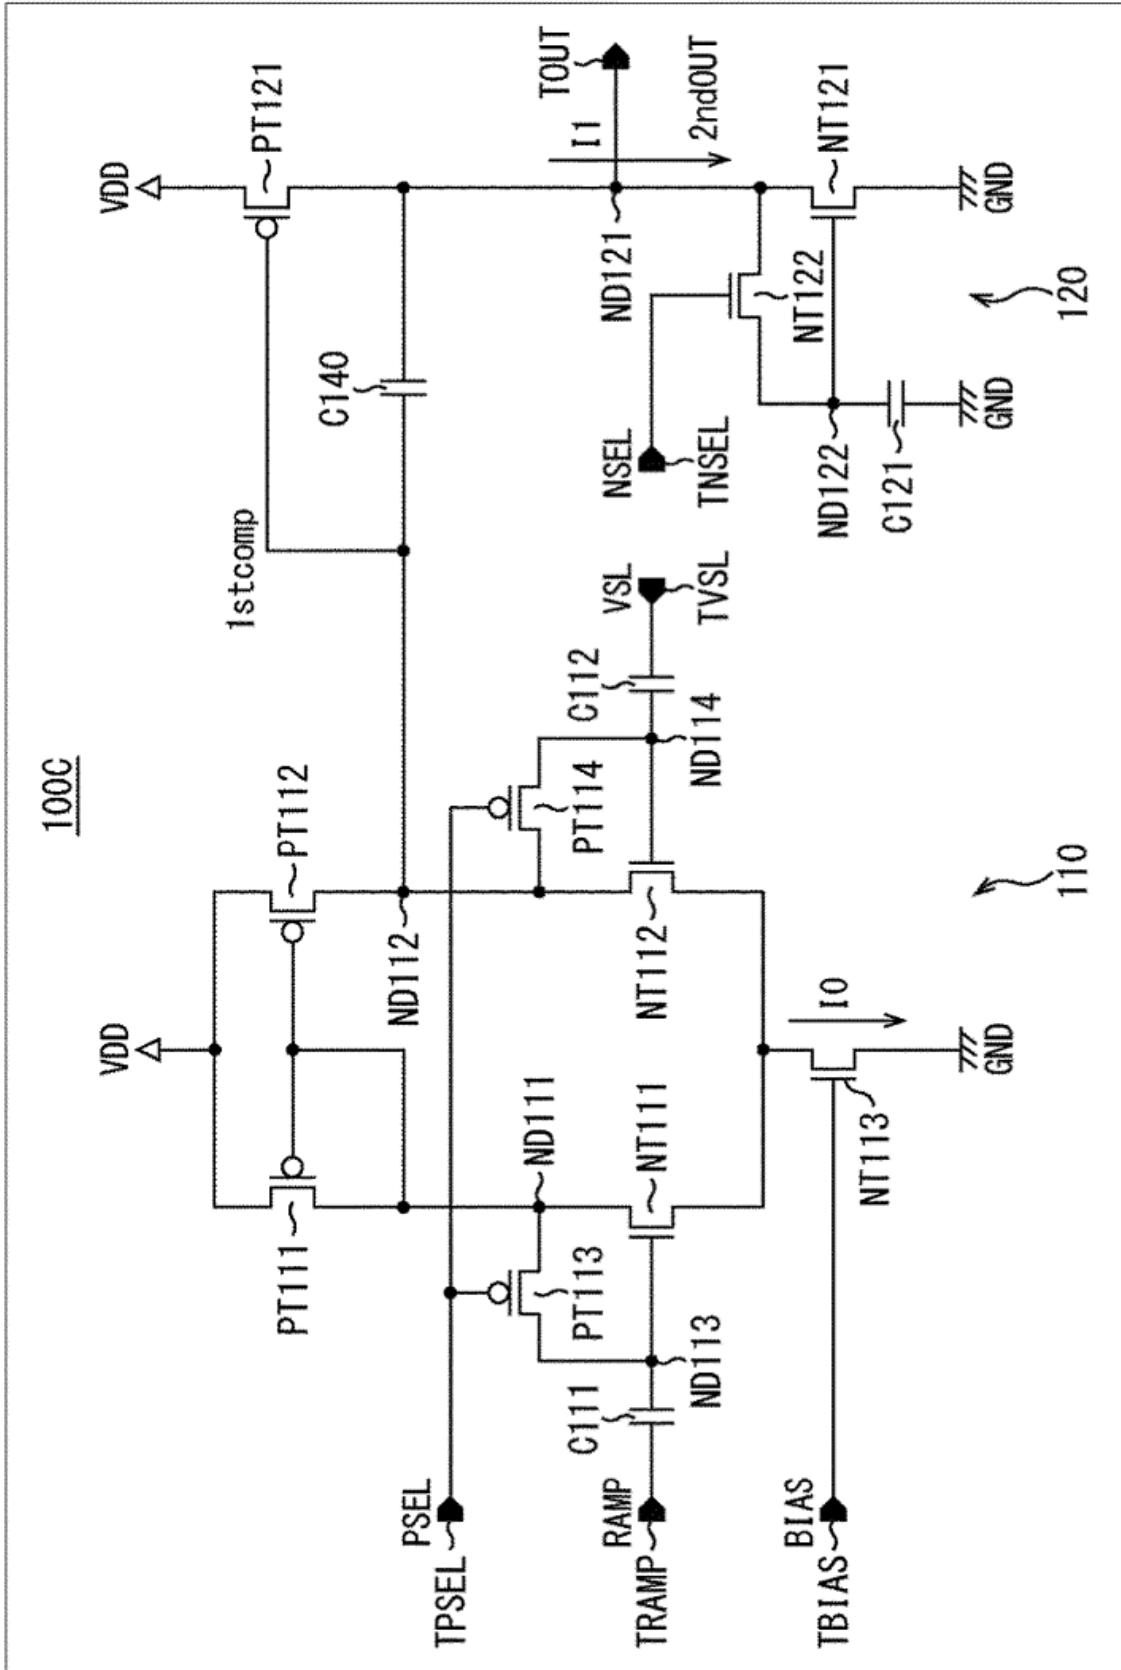 100C
VDD
VDD
PT111
PT112
PT121
1stcomp
C140
ND112
PSEL
TPSEL
ND111
PT113
PT114
C111
ND113
RAMP
TRAMP
NT111
NT112
C112
ND114
VSL
TVSL
NSEL
TNSEL
ND121
TOUT
I1
2ndOUT
NT122
NT121
ND122
C121
BIAS
TBIAS
NT113
I0
GND
GND
GND
110
120